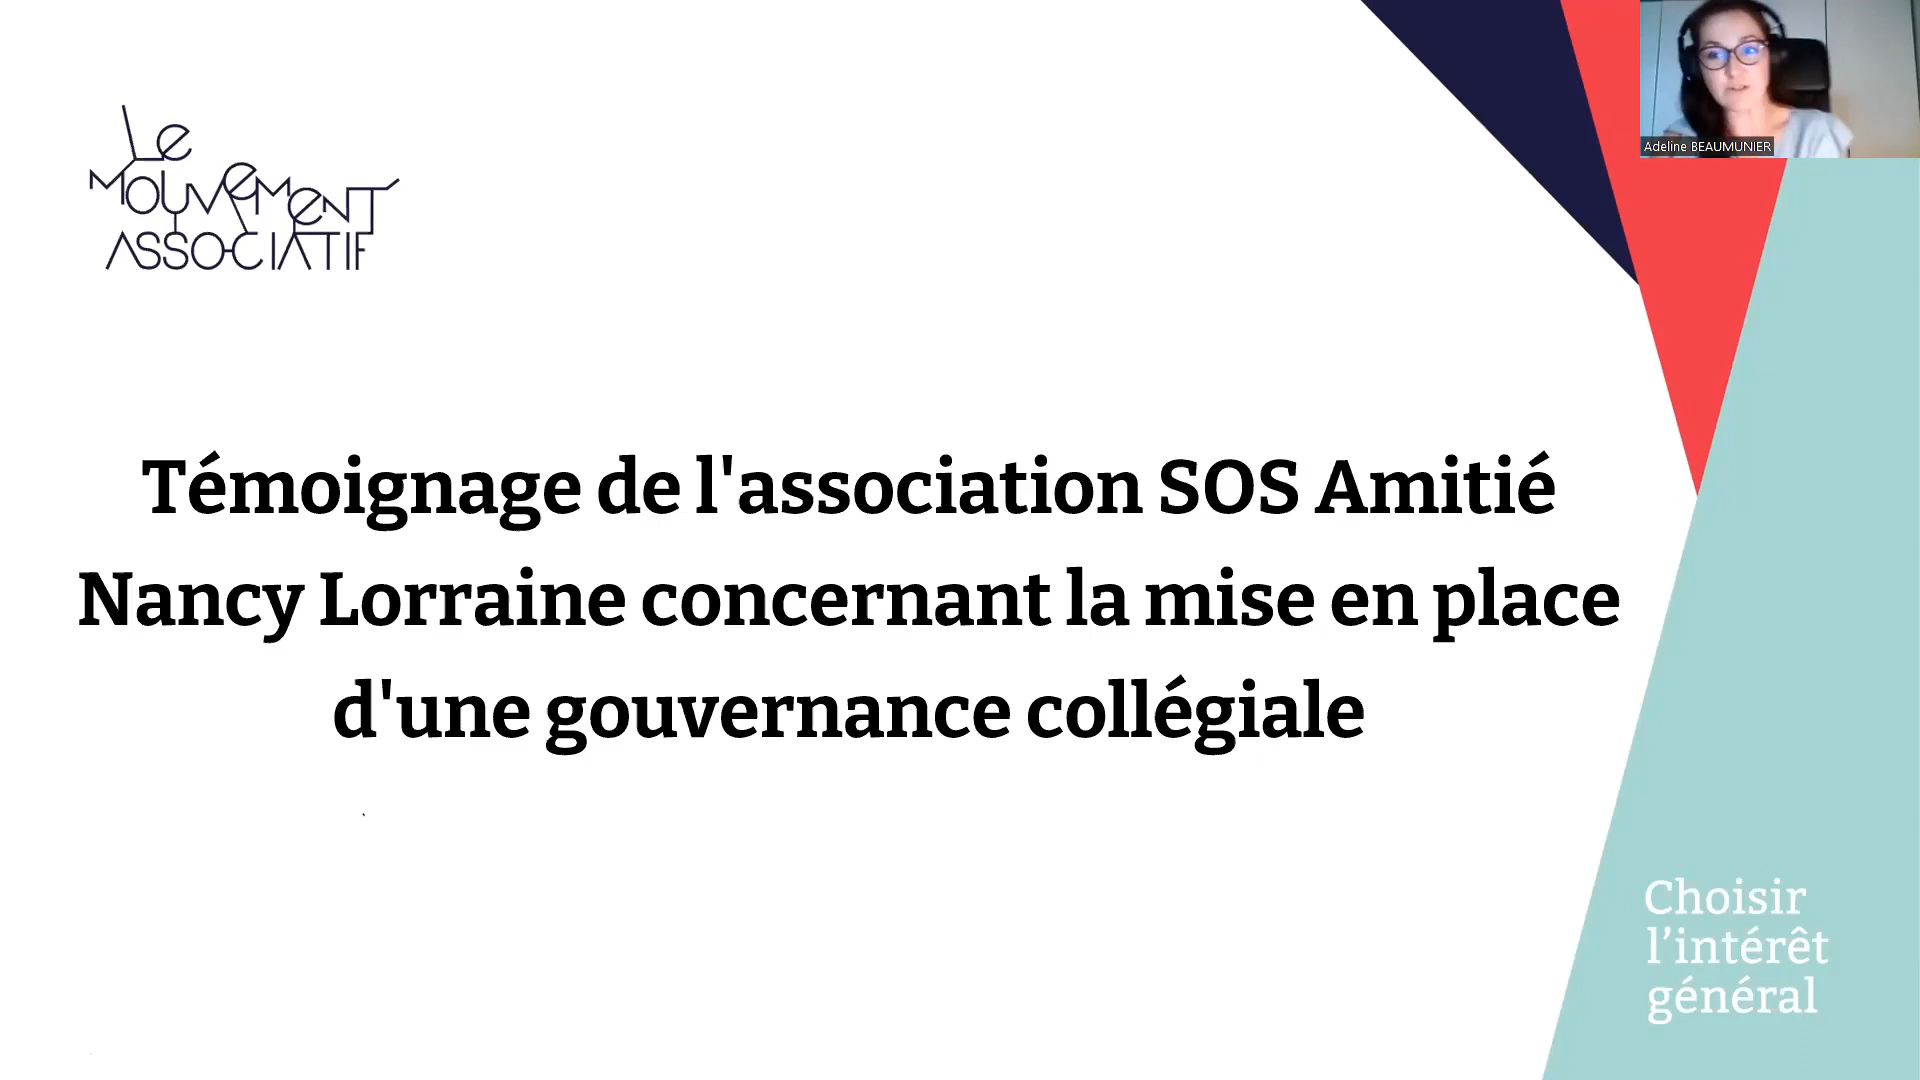 Le
Mouvement
Associatif
Adeline BEAUMUNIER
Témoignage de l'association SOS Amitié
Nancy Lorraine concernant la mise en place
d'une gouvernance collégiale
Choisir
l’intérêt
général